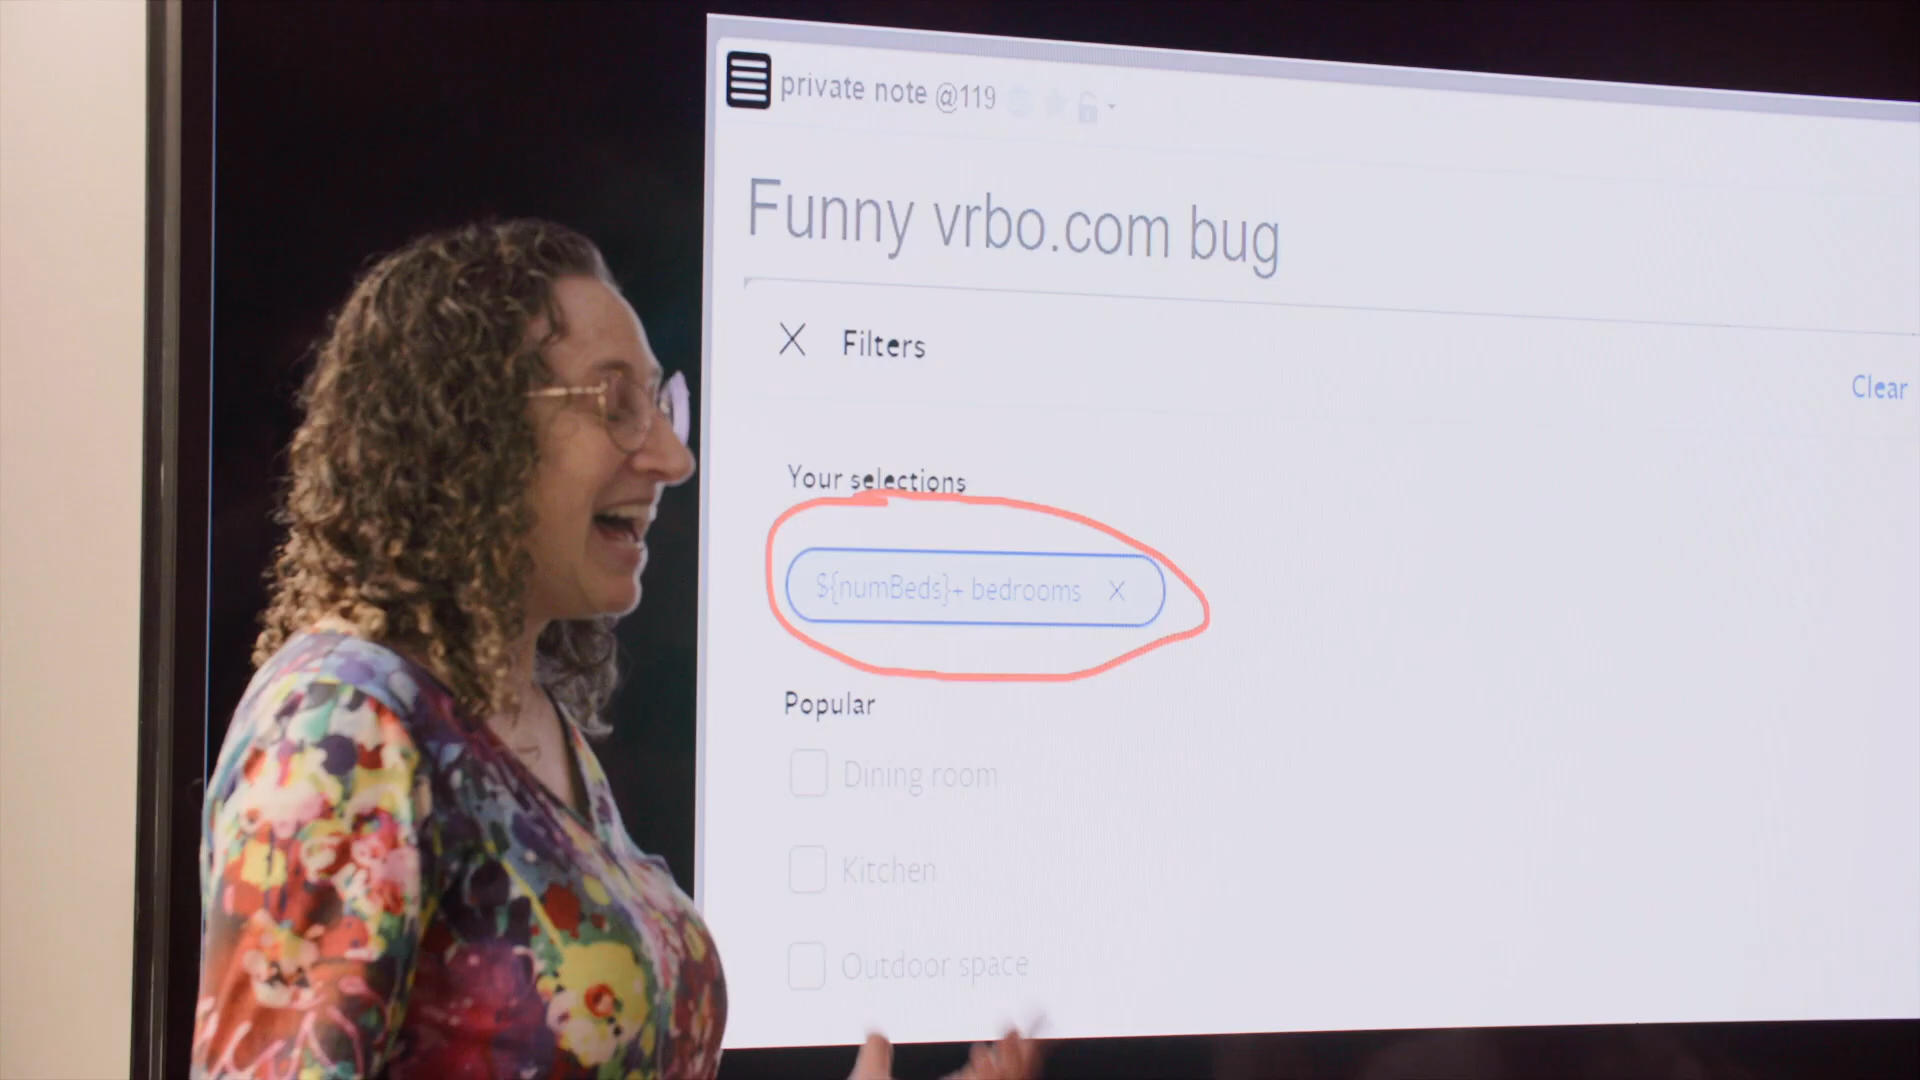 private note @119
Funny vrbo.com bug
Filters
Clear
Your selections
${numBeds}+ bedrooms
Popular
Dining room
Kitchen
Outdoor space